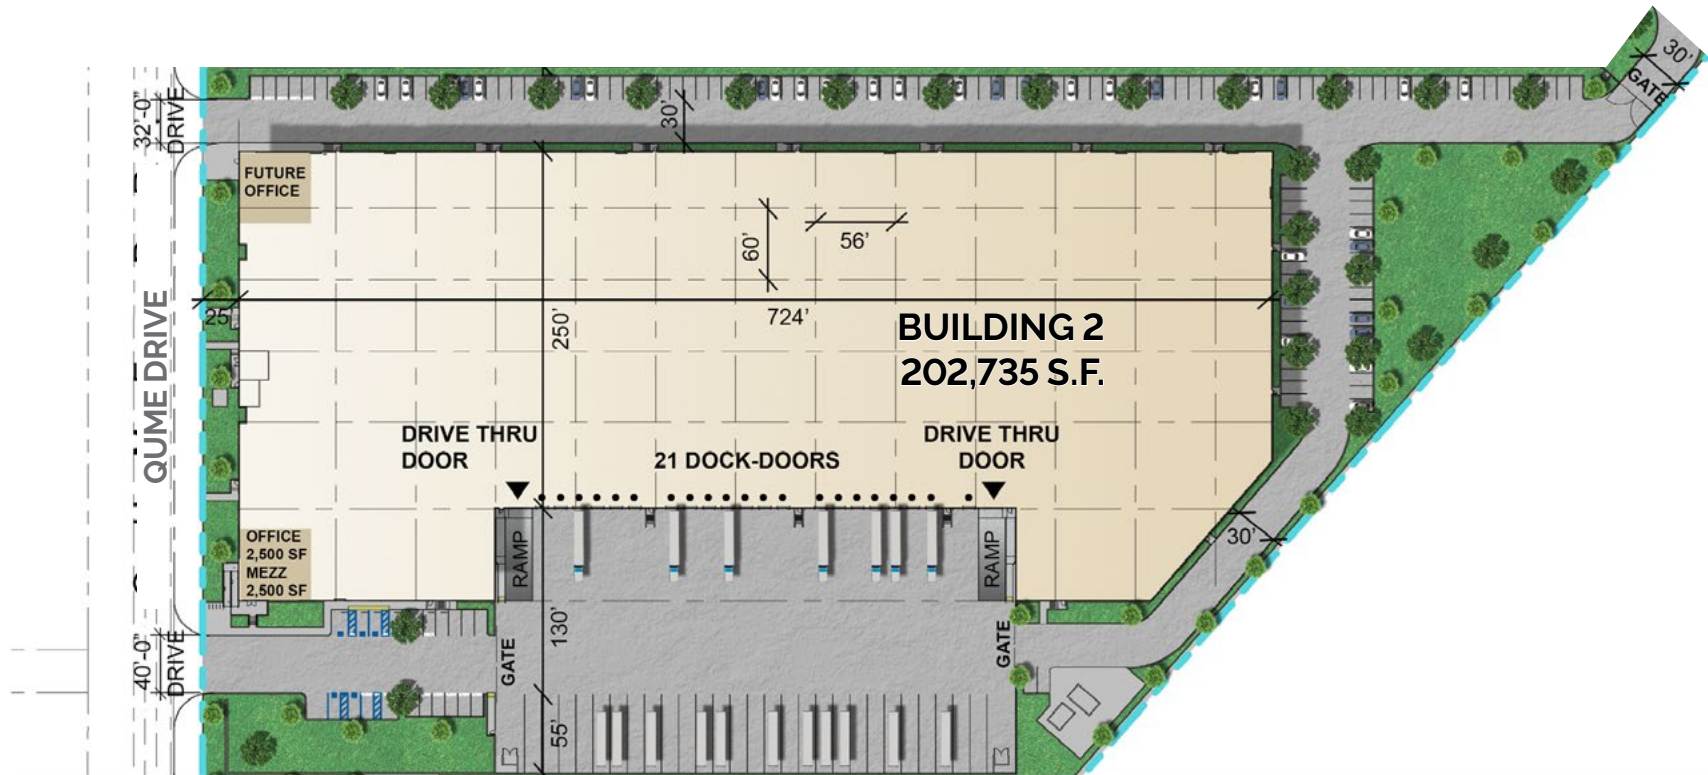 30'
GATE
32'-0"
DRIVE
30'
FUTURE
OFFICE
60'
56'
25'
724'
250'
BUILDING 2
202,735 S.F.
QUME DRIVE
DRIVE THRU
DOOR
21 DOCK-DOORS
DRIVE THRU
DOOR
OFFICE
2,500 SF
MEZZ
2,500 SF
RAMP
RAMP
30'
130'
GATE
GATE
40'-0"
DRIVE
55'